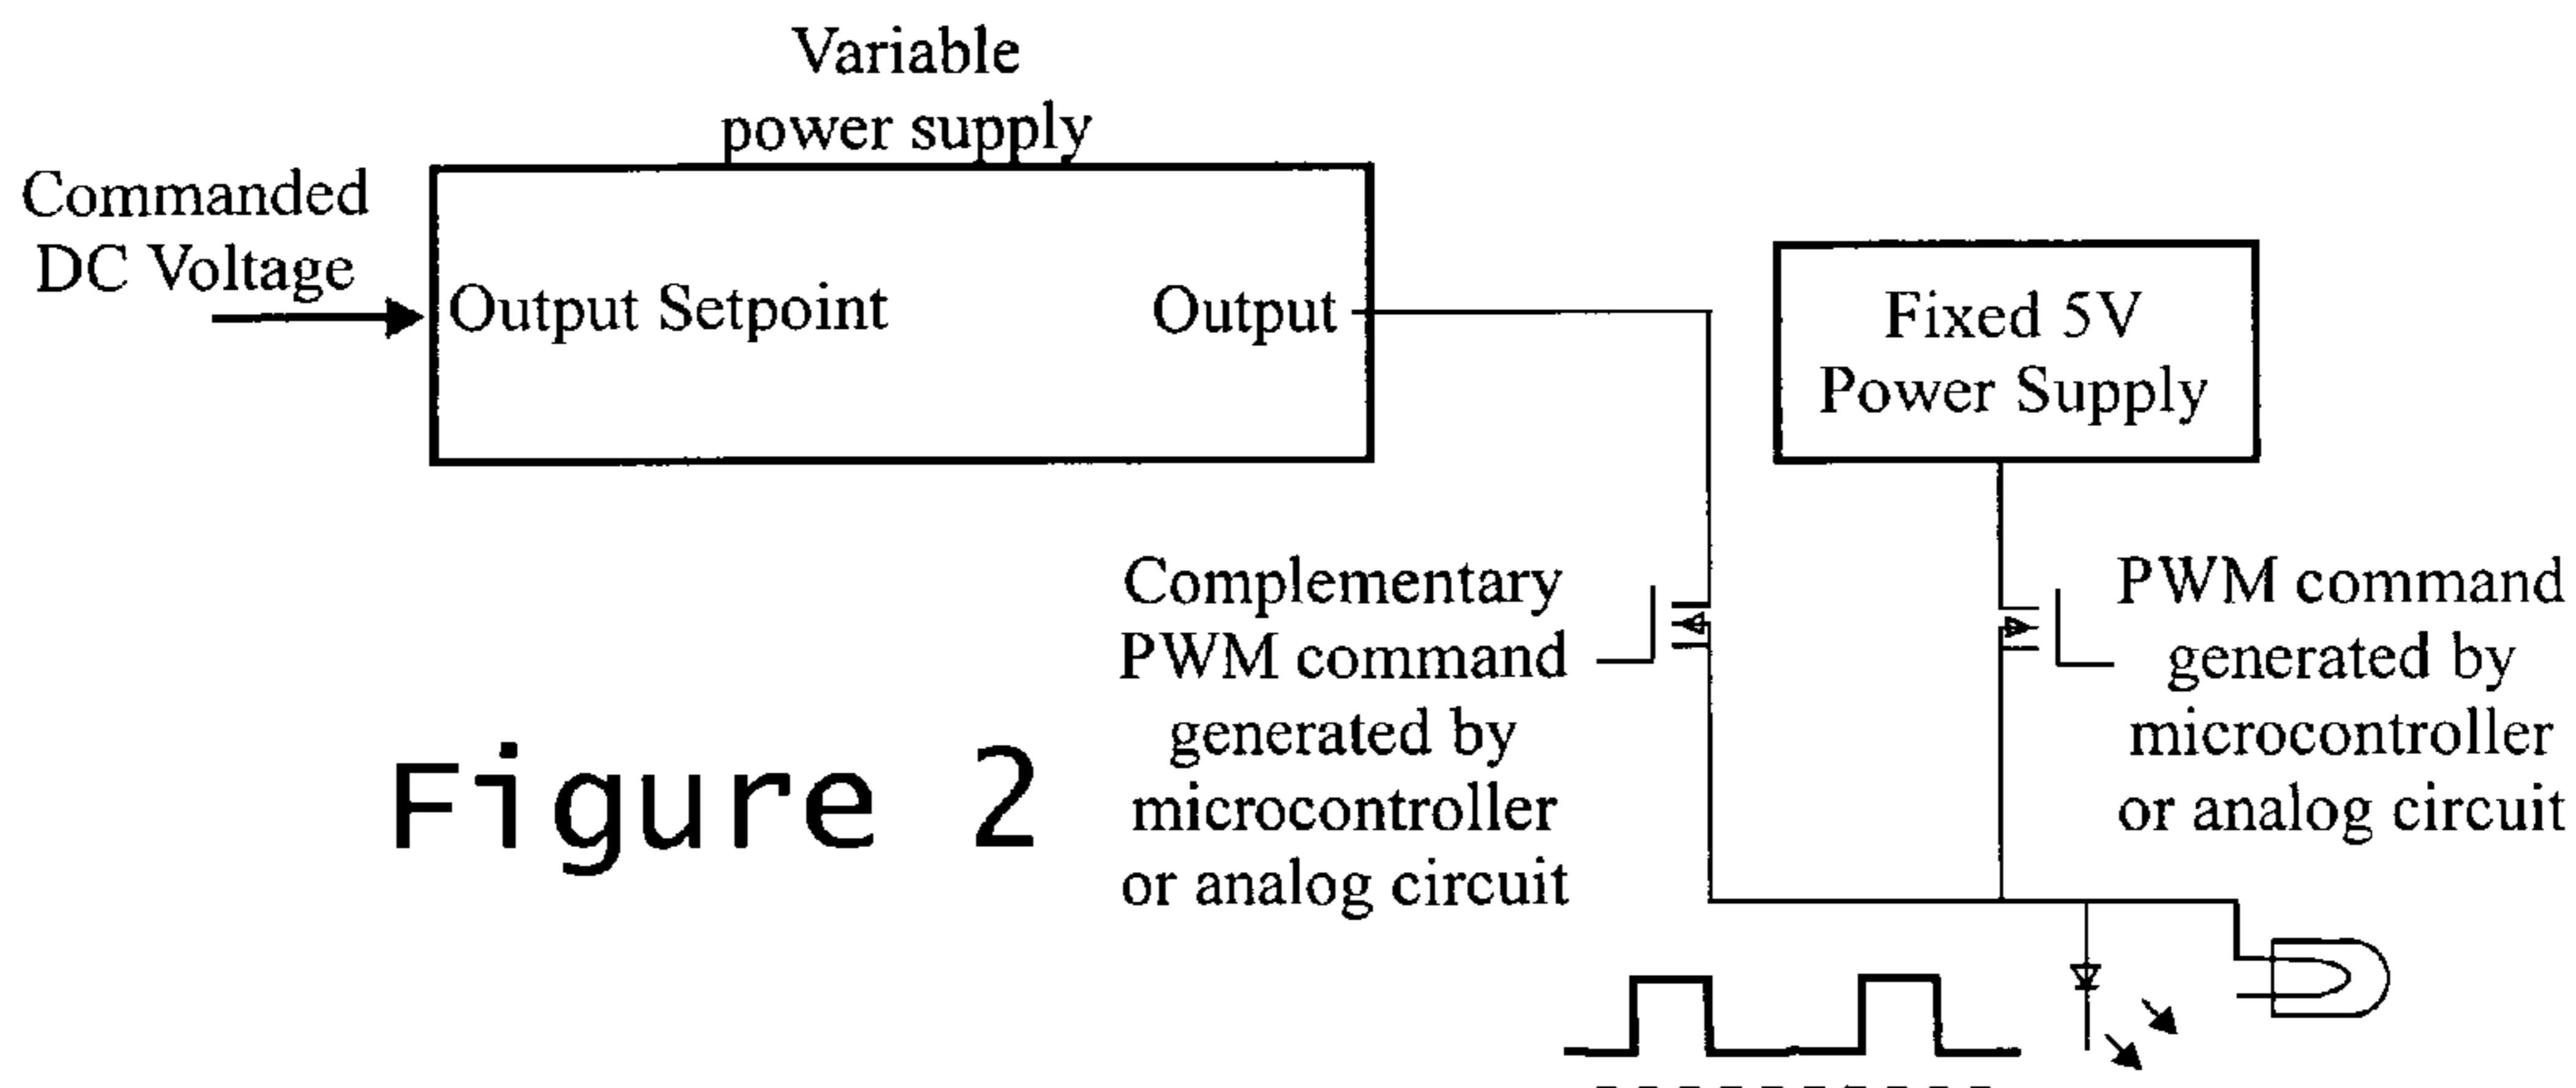 Variable
power supply
Commanded
DC Voltage
Output Setpoint
Output
Fixed 5V
Power Supply
Complementary
PWM command
generated by
microcontroller
or analog circuit
PWM command
generated by
microcontroller
or analog circuit
Figure 2